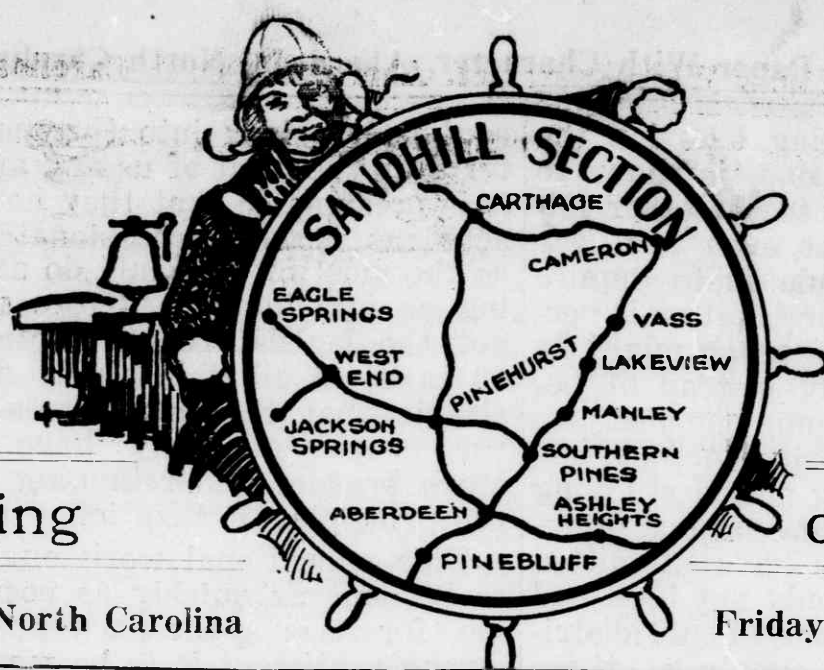 SANDHILL SECTION
CARTHAGE
CAMERON
EAGLE
SPRINGS
VASS
WEST
END
PINEHURST
LAKEVIEW
JACKSON
SPRINGS
MANLEY
SOUTHERN
PINES
ABERDEEN
ASHLEY
HEIGHTS
PINEBLUFF
ing
North Carolina
Friday